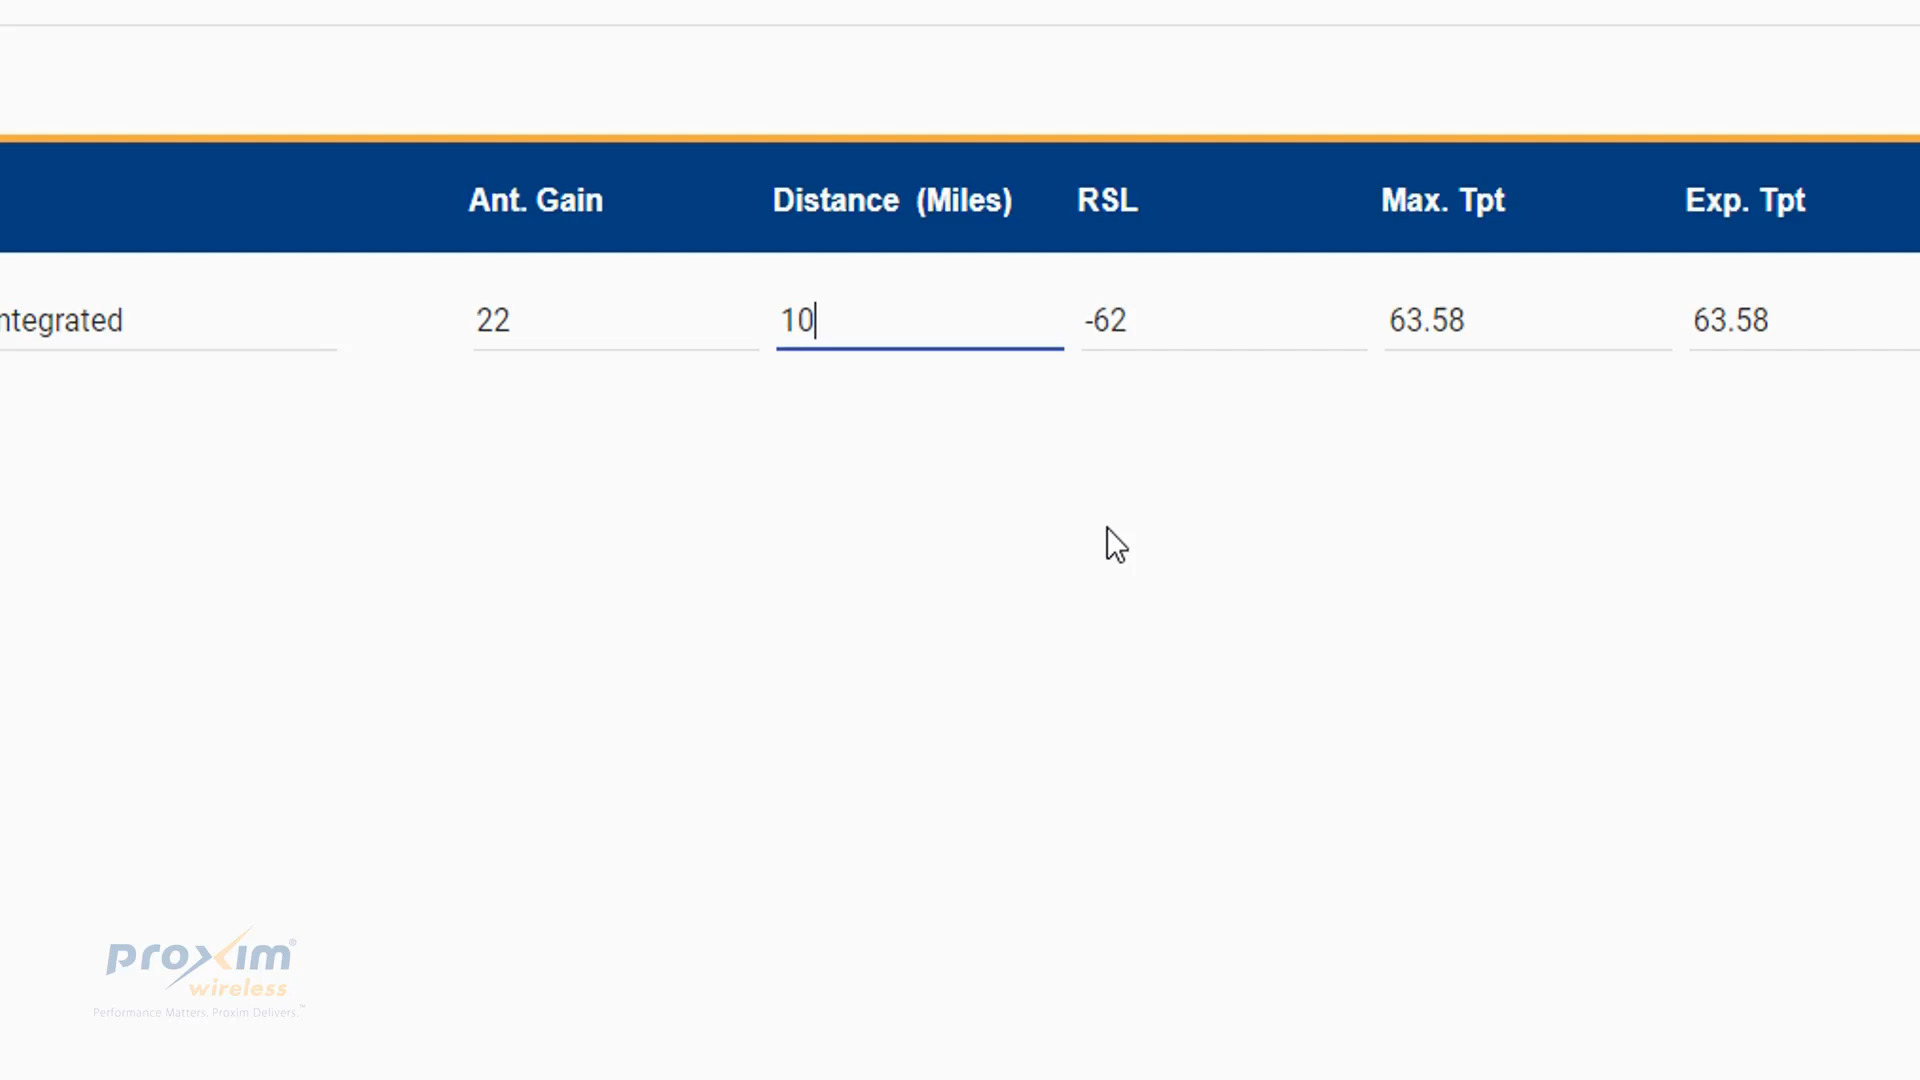 Ant. Gain Distance (Miles) RSL Max. Tpt Exp. Tpt
ntegrated 22 10 -62 63.58 63.58
proxim®
wireless
Performance Matters. Proxim Delivers.™